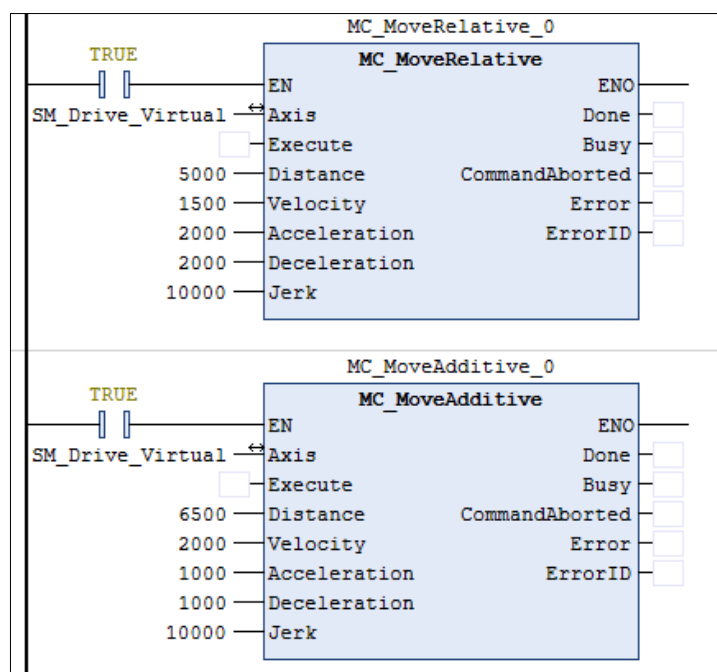 MC_MoveRelative_0
TRUE MC_MoveRelative
EN ENO
SM_Drive_Virtual Axis Done
Execute Busy
5000 Distance CommandAborted
1500 Velocity Error
2000 Acceleration ErrorID
2000 Deceleration
10000 Jerk
MC_MoveAdditive_0
TRUE MC_MoveAdditive
EN ENO
SM_Drive_Virtual Axis Done
Execute Busy
6500 Distance CommandAborted
2000 Velocity Error
1000 Acceleration ErrorID
1000 Deceleration
10000 Jerk